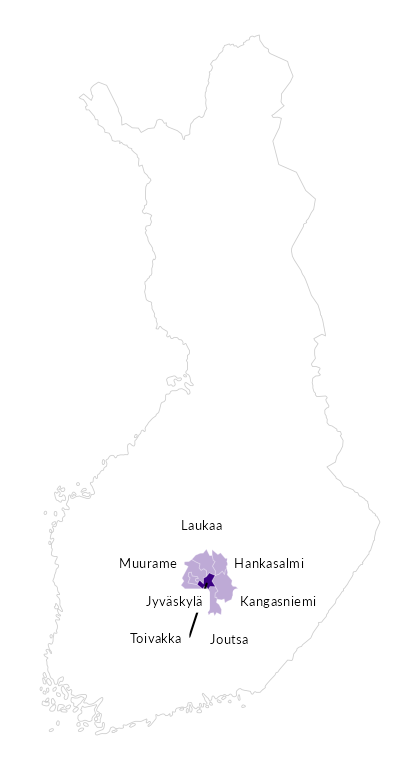 Laukaa
Muurame
Hankasalmi
Jyväskylä
Kangasniemi
Toivakka
Joutsa